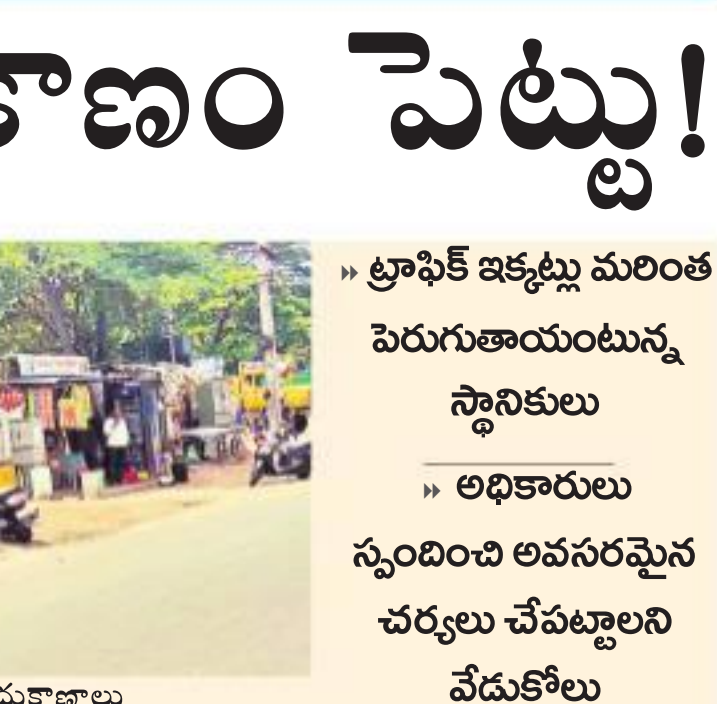 పెట్టు!
» ట్రాఫిక్ ఇక్కట్లు మరింత
పెరుగుతాయంటున్న
స్థానికులు
» అధికారులు
స్పందించి అవసరమైన
చర్యలు చేపట్టాలని
వేడుకోలు